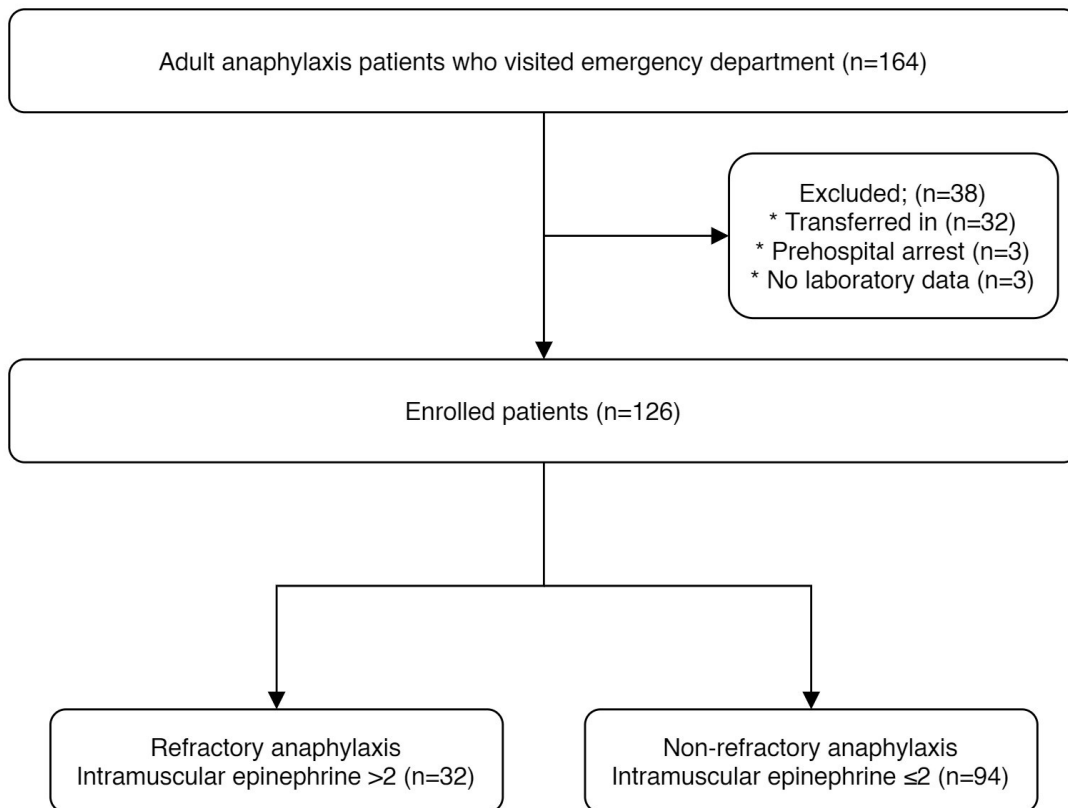 Adult anaphylaxis patients who visited emergency department (n=164)
Excluded; (n=38)
* Transferred in (n=32)
* Prehospital arrest (n=3)
* No laboratory data (n=3)
Enrolled patients (n=126)
Refractory anaphylaxis
Intramuscular epinephrine >2 (n=32)
Non-refractory anaphylaxis
Intramuscular epinephrine ≤2 (n=94)